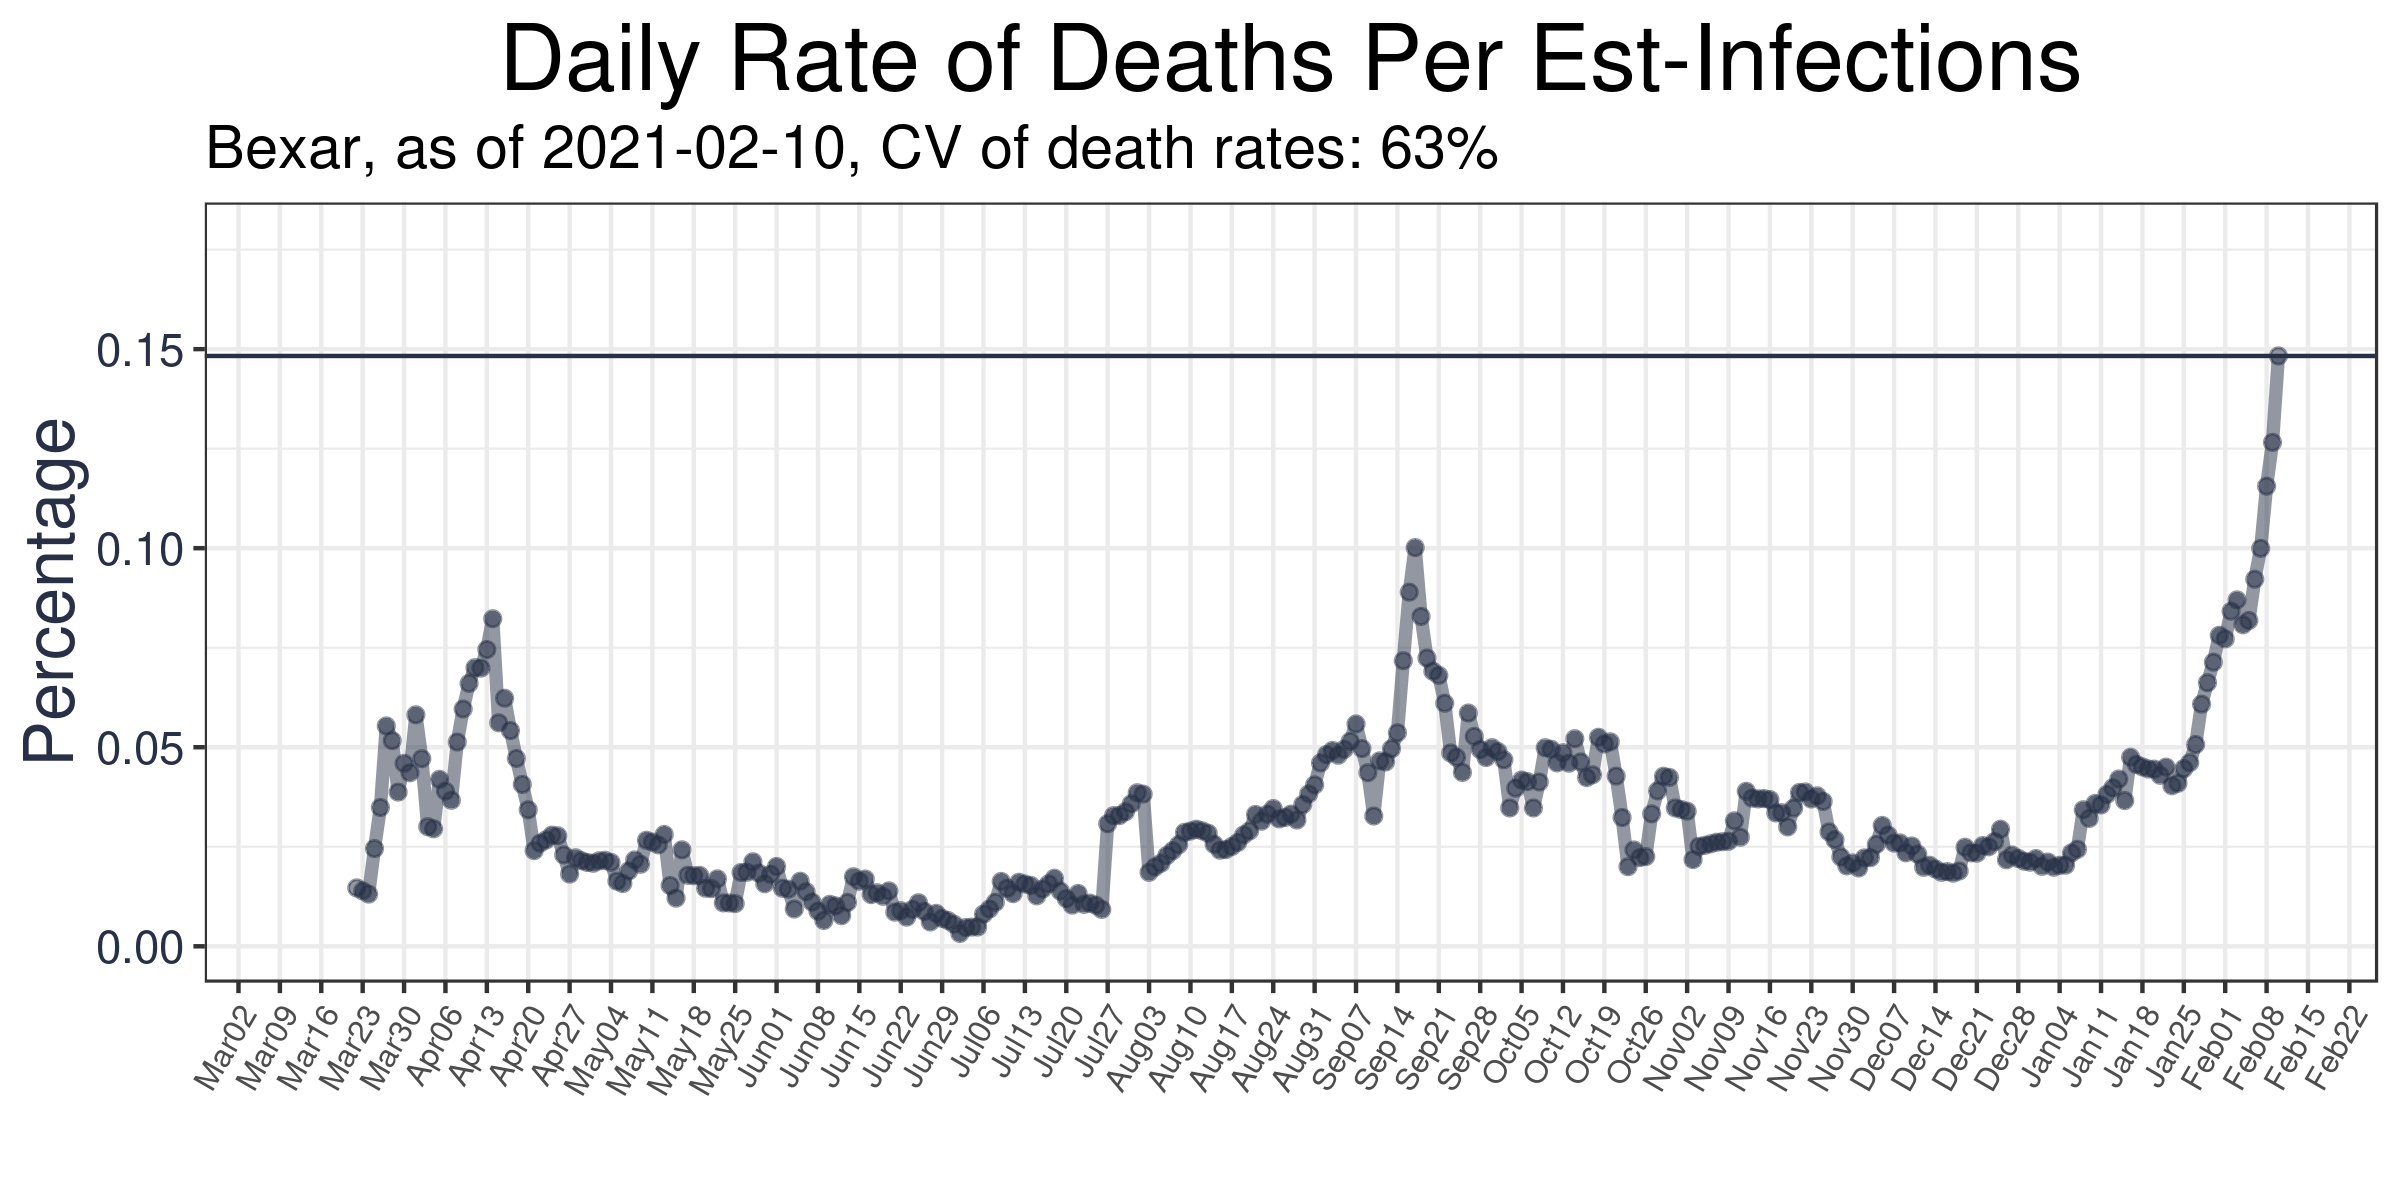 Daily Rate of Deaths Per Est-Infections
Bexar, as of 2021-02-10, CV of death rates: 63%
Percentage
0.15
0.10
0.05
0.00
Mar02 Mar09 Mar16 Mar23 Mar30 Apr06 Apr13 Apr20 Apr27 May04 May11 May18 May25 Jun01 Jun08 Jun15 Jun22 Jun29 Jul06 Jul13 Jul20 Jul27 Aug03 Aug10 Aug17 Aug24 Aug31 Sep07 Sep14 Sep21 Sep28 Oct05 Oct12 Oct19 Oct26 Nov02 Nov09 Nov16 Nov23 Nov30 Dec07 Dec14 Dec21 Dec28 Jan04 Jan11 Jan18 Jan25 Feb01 Feb08 Feb15 Feb22